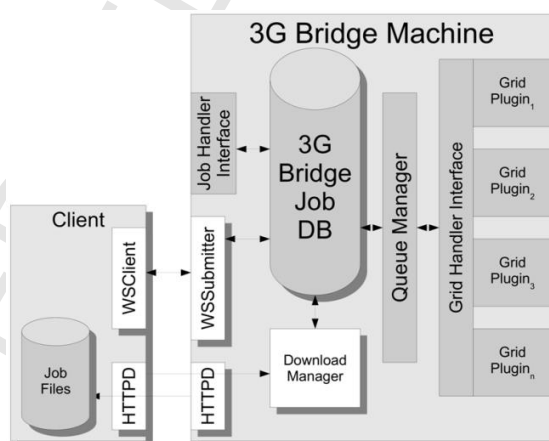 3G Bridge Machine
Job Handler
Interface
3G
Bridge
Job
DB
Queue Manager
Grid Handler Interface
Grid
Plugin1
Grid
Plugin2
Grid
Plugin3
Grid
Pluginn
Client
WSClient
WSSubmitter
Job
Files
HTTPD
HTTPD
Download
Manager